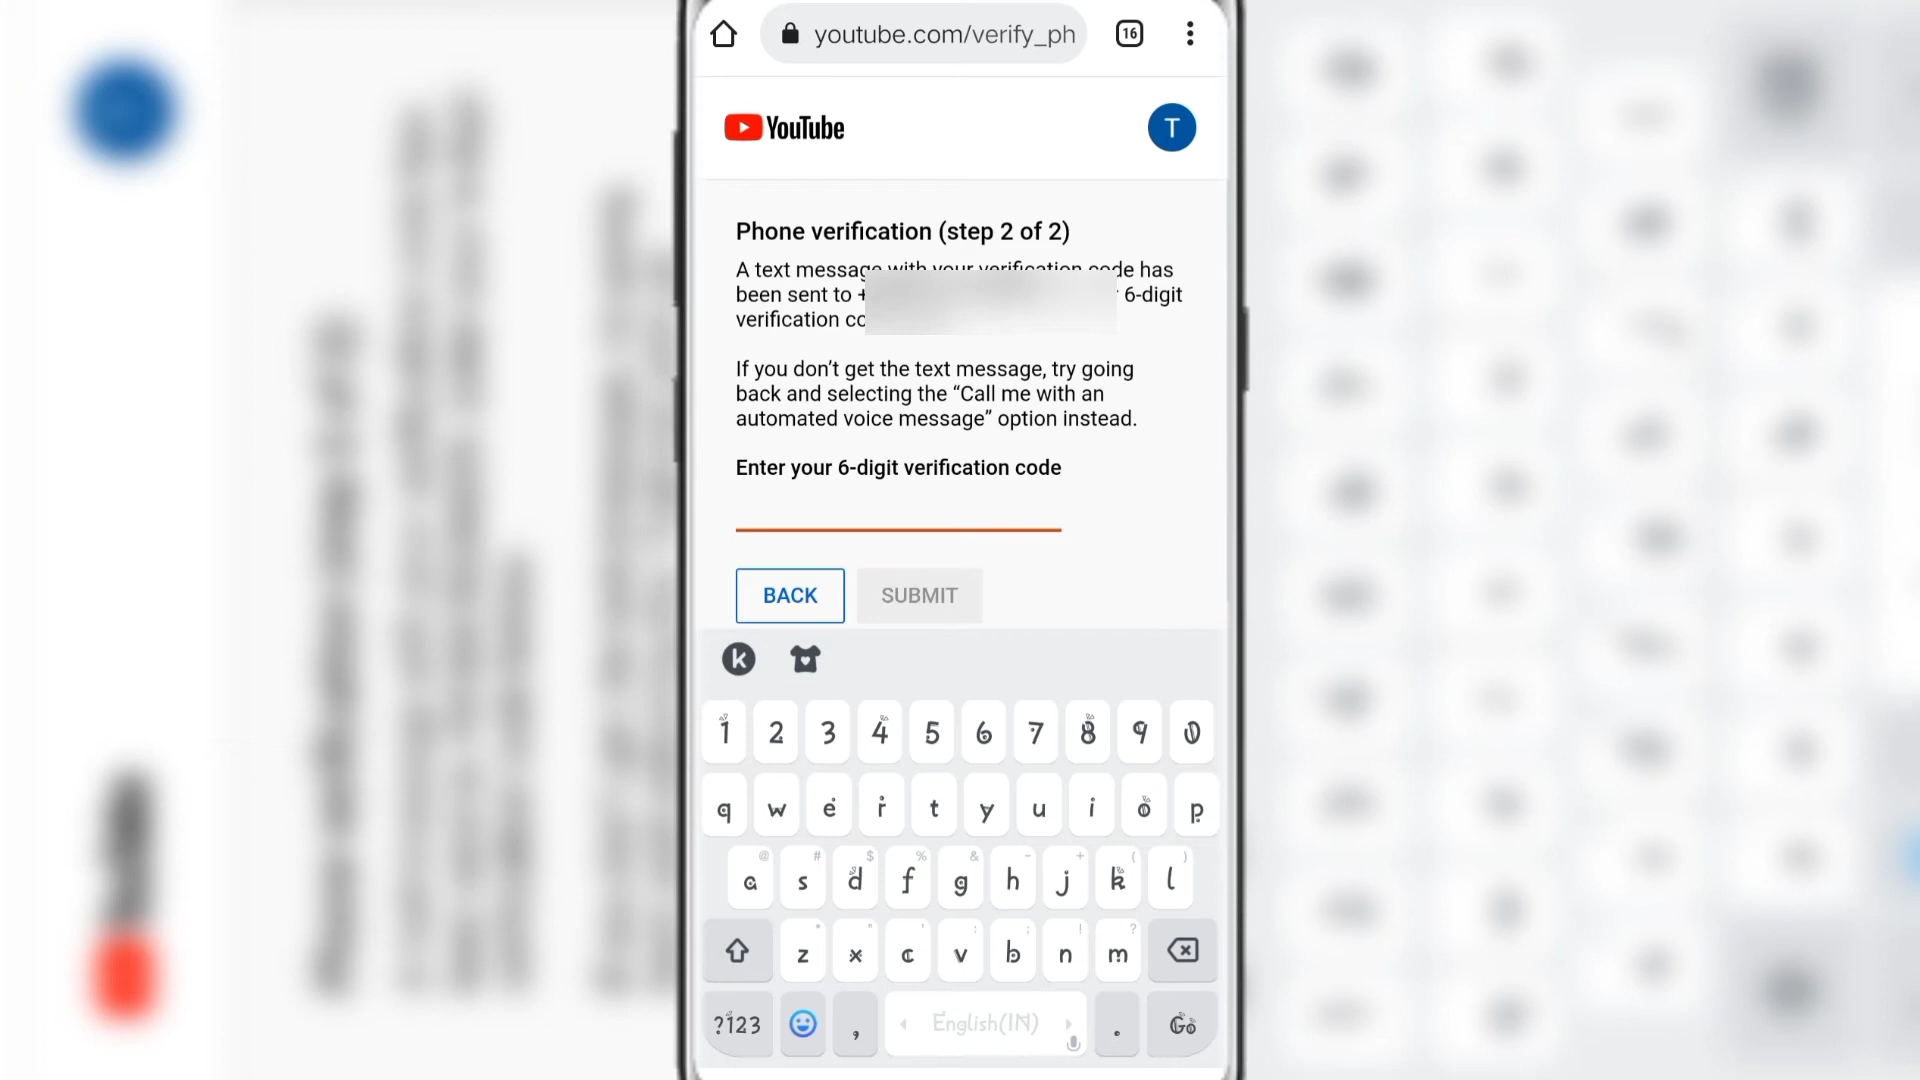 youtube.com/verify_ph
16
YouTube
T
Phone verification (step 2 of 2)
A text message with your verification code has
been sent to + 6-digit
verification co
If you don’t get the text message, try going
back and selecting the “Call me with an
automated voice message” option instead.
Enter your 6-digit verification code
BACK SUBMIT
k
1 2 3 4 5 6 7 8 9 0
q w e r t y u i o p
@ # $ % & - + ( )
a s d f g h j k l
* " ' : ; ! ?
z x c v b n m
?123 , English(IN) . Go